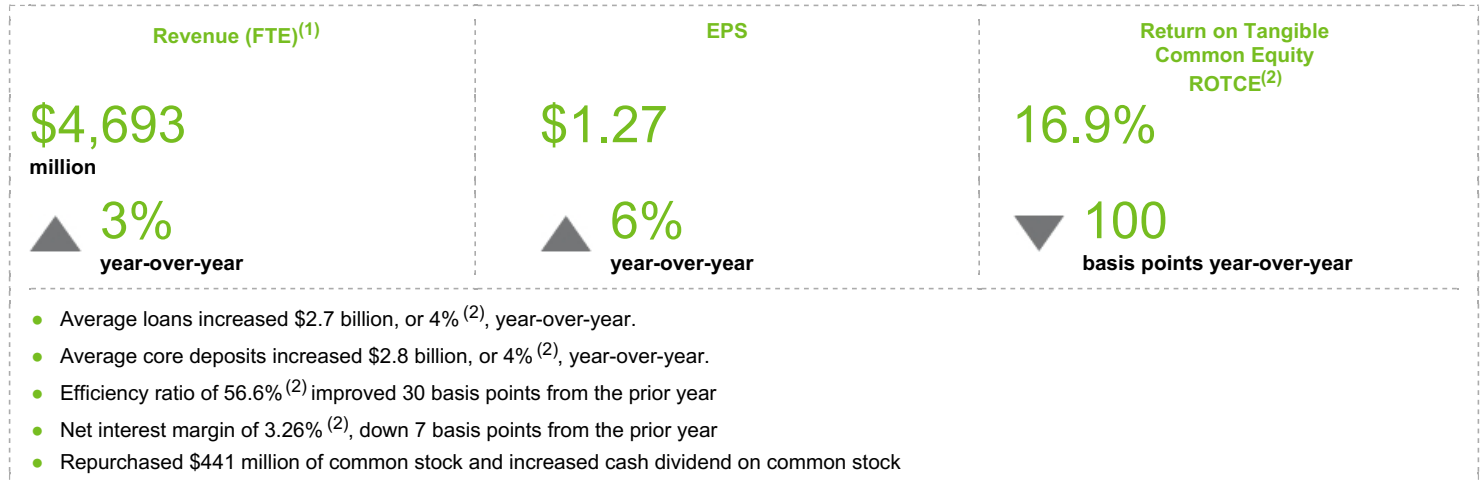 Revenue (FTE)(1)
$4,693
million
3%
year-over-year
EPS
$1.27
6%
year-over-year
Return on Tangible
Common Equity
ROTCE(2)
16.9%
100
basis points year-over-year
● Average loans increased $2.7 billion, or 4% (2), year-over-year.
● Average core deposits increased $2.8 billion, or 4% (2), year-over-year.
● Efficiency ratio of 56.6% (2) improved 30 basis points from the prior year
● Net interest margin of 3.26% (2), down 7 basis points from the prior year
● Repurchased $441 million of common stock and increased cash dividend on common stock